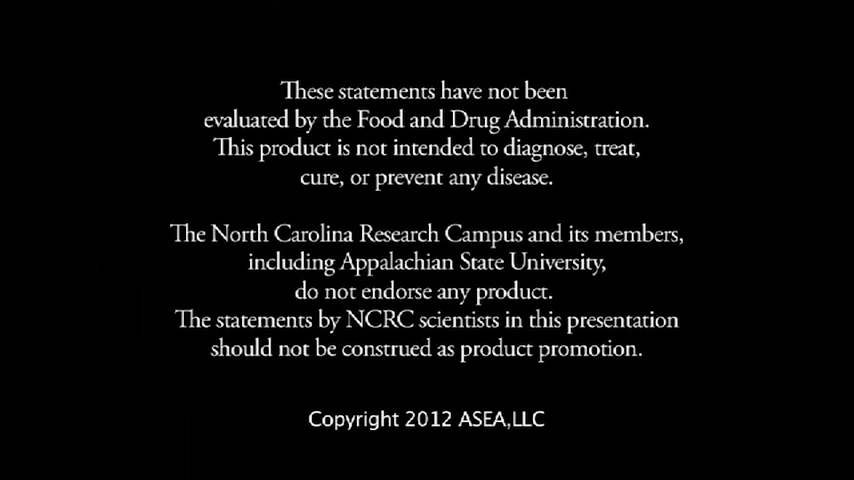 These statements have not been
evaluated by the Food and Drug Administration.
This product is not intended to diagnose, treat,
cure, or prevent any disease.
The North Carolina Research Campus and its members,
including Appalachian State University,
do not endorse any product.
The statements by NCRC scientists in this presentation
should not be construed as product promotion.
Copyright 2012 ASEA,LLC